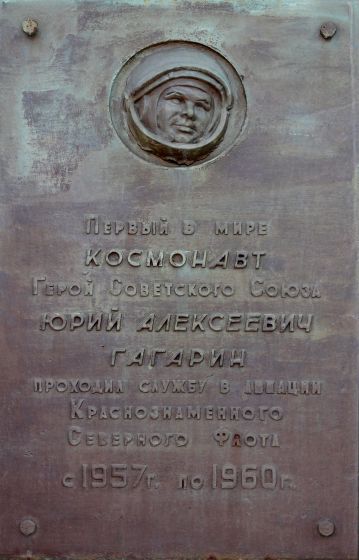 Первый в мире
КОСМОНАВТ
Герой Советского Союза
ЮРИЙ АЛЕКСЕЕВИЧ
ГАГАРИН
проходил службу в авиации
Краснознаменного
Северного Флота
с 1957г. по 1960г.